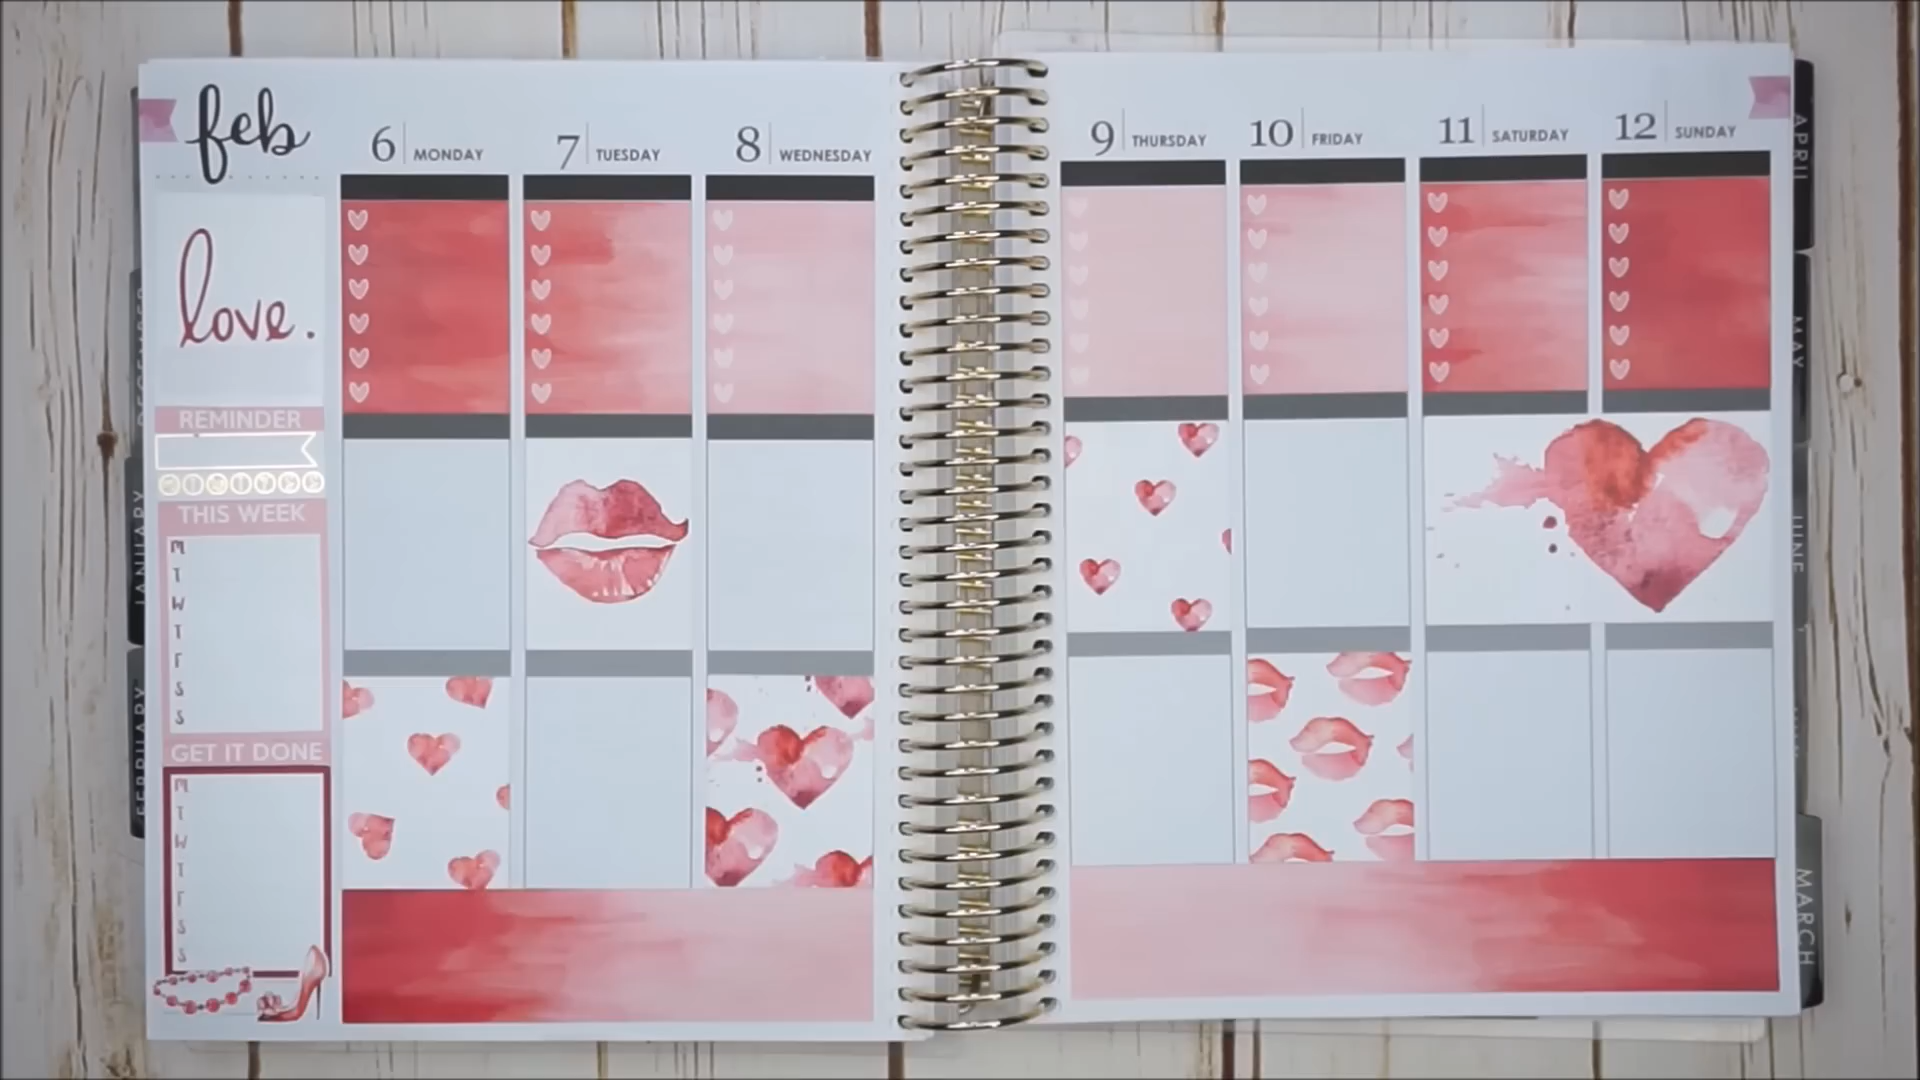 feb
6 MONDAY
7 TUESDAY
8 WEDNESDAY
9 THURSDAY
10 FRIDAY
11 SATURDAY
12 SUNDAY
love.
REMINDER
THIS WEEK
M
T
W
T
F
S
S
GET IT DONE
M
T
W
T
F
S
S
DECEMBER
JANUARY
FEBRUARY
APRIL
MAY
JUNE
MARCH